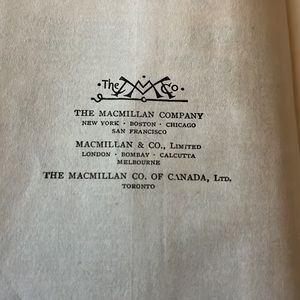 The MM Co
THE MACMILLAN COMPANY
NEW YORK · BOSTON · CHICAGO
SAN FRANCISCO
MACMILLAN & CO., LIMITED
LONDON · BOMBAY · CALCUTTA
MELBOURNE
THE MACMILLAN CO. OF CANADA, LTD.
TORONTO